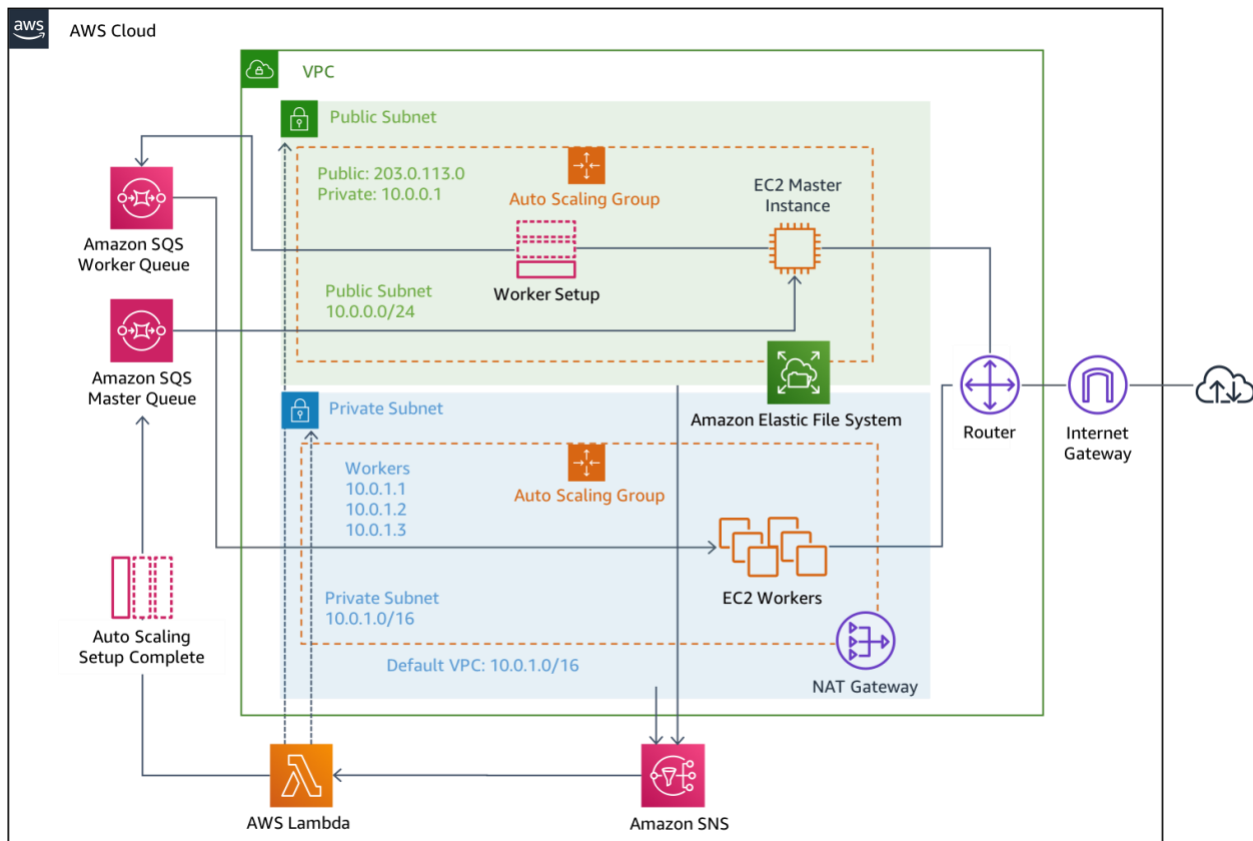 aws
AWS Cloud
VPC
Public Subnet
Public: 203.0.113.0
Private: 10.0.0.1
Auto Scaling Group
EC2 Master
Instance
Amazon SQS
Worker Queue
Worker Setup
Public Subnet
10.0.0.0/24
Amazon SQS
Master Queue
Amazon Elastic File System
Private Subnet
Router
Internet
Gateway
Workers
10.0.1.1
10.0.1.2
10.0.1.3
Auto Scaling Group
EC2 Workers
Private Subnet
10.0.1.0/16
Auto Scaling
Setup Complete
Default VPC: 10.0.1.0/16
NAT Gateway
AWS Lambda
Amazon SNS